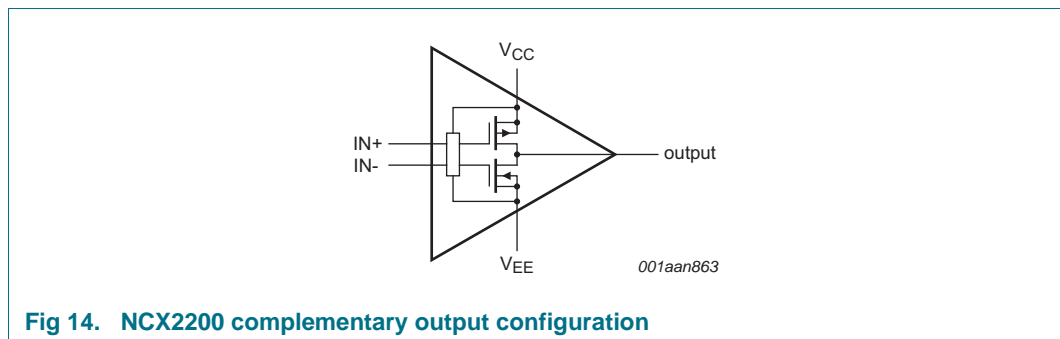 VCC
IN+
IN-
output
VEE
001aan863
Fig 14. NCX2200 complementary output configuration